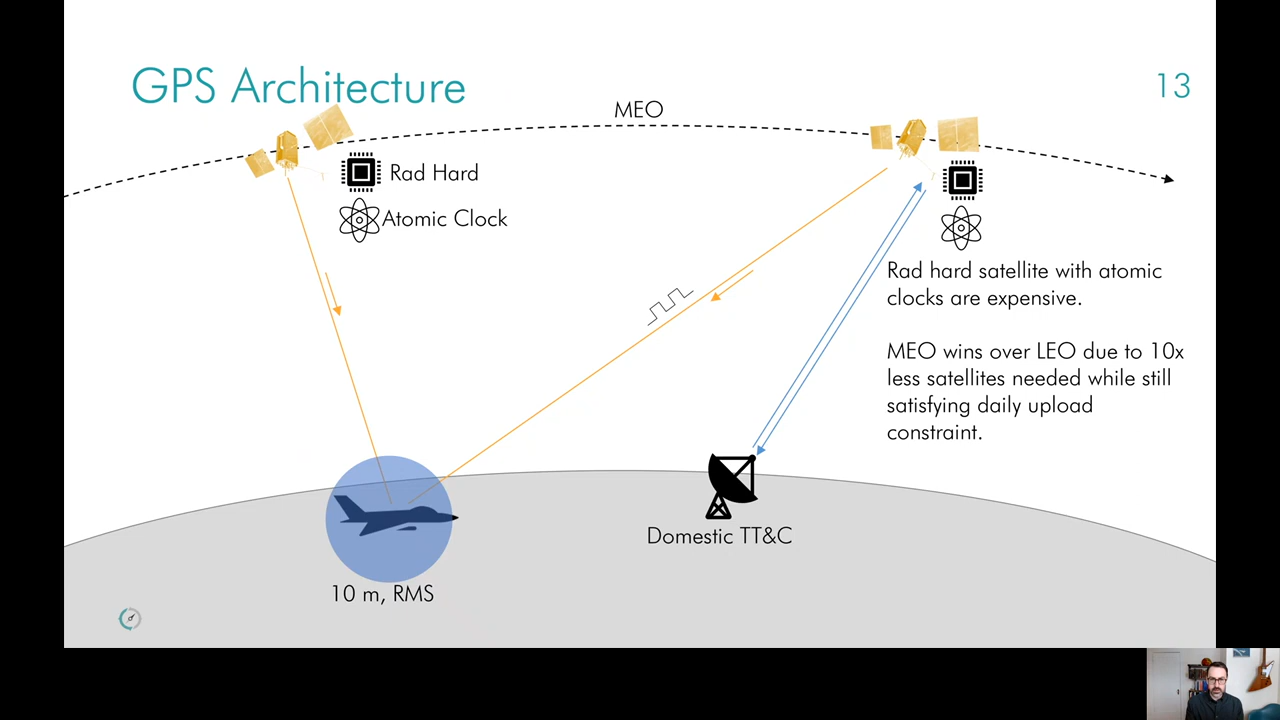 GPS Architecture
13
MEO
Rad Hard
Atomic Clock
Rad hard satellite with atomic
clocks are expensive.
MEO wins over LEO due to 10x
less satellites needed while still
satisfying daily upload
constraint.
Domestic TT&C
10 m, RMS